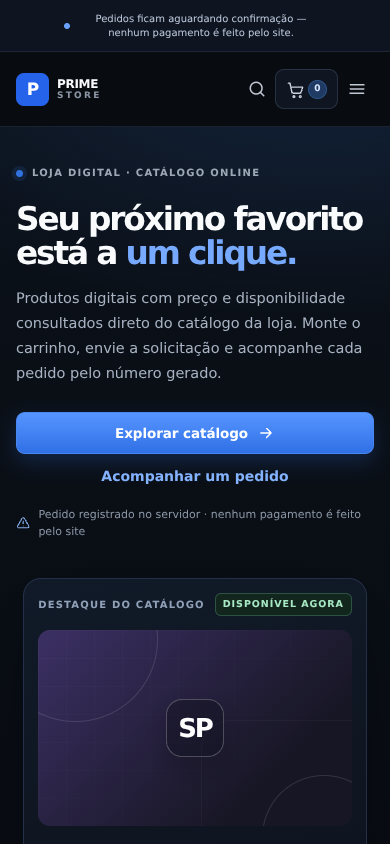 Pedidos ficam aguardando confirmação —
nenhum pagamento é feito pelo site.
P
PRIME
STORE
0
LOJA DIGITAL · CATÁLOGO ONLINE
Seu próximo favorito
está a um clique.
Produtos digitais com preço e disponibilidade
consultados direto do catálogo da loja. Monte o
carrinho, envie a solicitação e acompanhe cada
pedido pelo número gerado.
Explorar catálogo →
Acompanhar um pedido
Pedido registrado no servidor · nenhum pagamento é feito
pelo site
DESTAQUE DO CATÁLOGO
DISPONÍVEL AGORA
SP